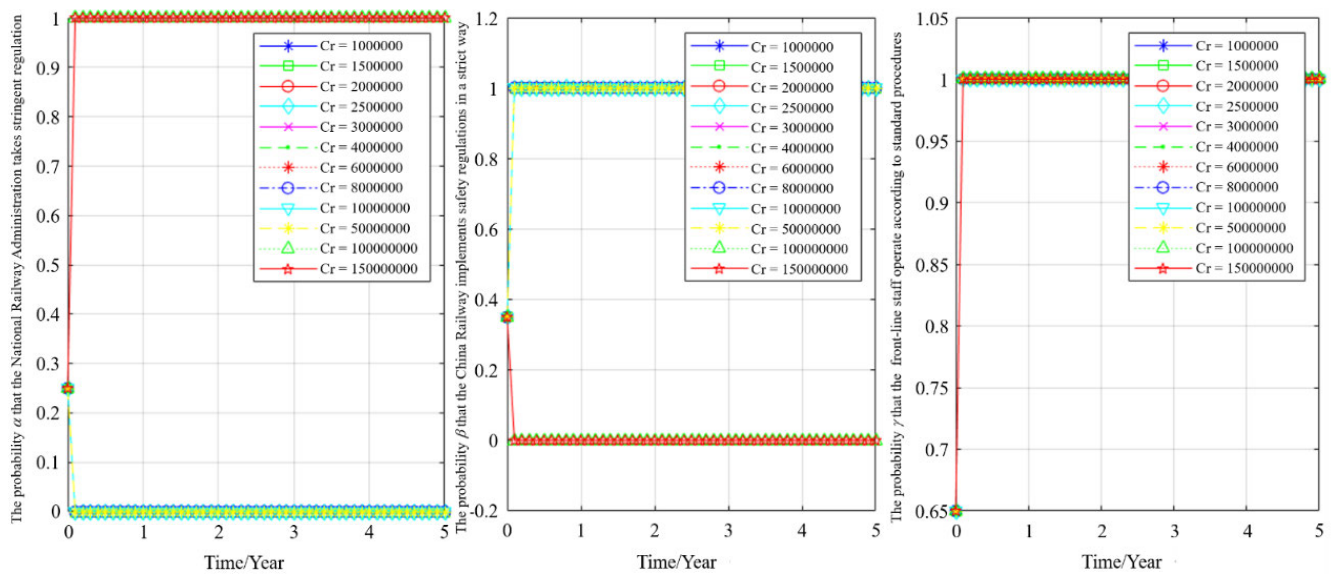 The probability α that the National Railway Administration takes stringent regulation
1
0.9
0.8
0.7
0.6
0.5
0.4
0.3
0.2
0.1
0
0 1 2 3 4 5
Time/Year
Cr = 1000000
Cr = 1500000
Cr = 2000000
Cr = 2500000
Cr = 3000000
Cr = 4000000
Cr = 6000000
Cr = 8000000
Cr = 10000000
Cr = 50000000
Cr = 100000000
Cr = 150000000
The probability β that the China Railway implements safety regulations in a strict way
1.2
1
0.8
0.6
0.4
0.2
0
-0.2
0 1 2 3 4 5
Time/Year
Cr = 1000000
Cr = 1500000
Cr = 2000000
Cr = 2500000
Cr = 3000000
Cr = 4000000
Cr = 6000000
Cr = 8000000
Cr = 10000000
Cr = 50000000
Cr = 100000000
Cr = 150000000
The probability γ that the front-line staff operate according to standard procedures
1.05
1
0.95
0.9
0.85
0.8
0.75
0.7
0.65
0 1 2 3 4 5
Time/Year
Cr = 1000000
Cr = 1500000
Cr = 2000000
Cr = 2500000
Cr = 3000000
Cr = 4000000
Cr = 6000000
Cr = 8000000
Cr = 10000000
Cr = 50000000
Cr = 100000000
Cr = 150000000